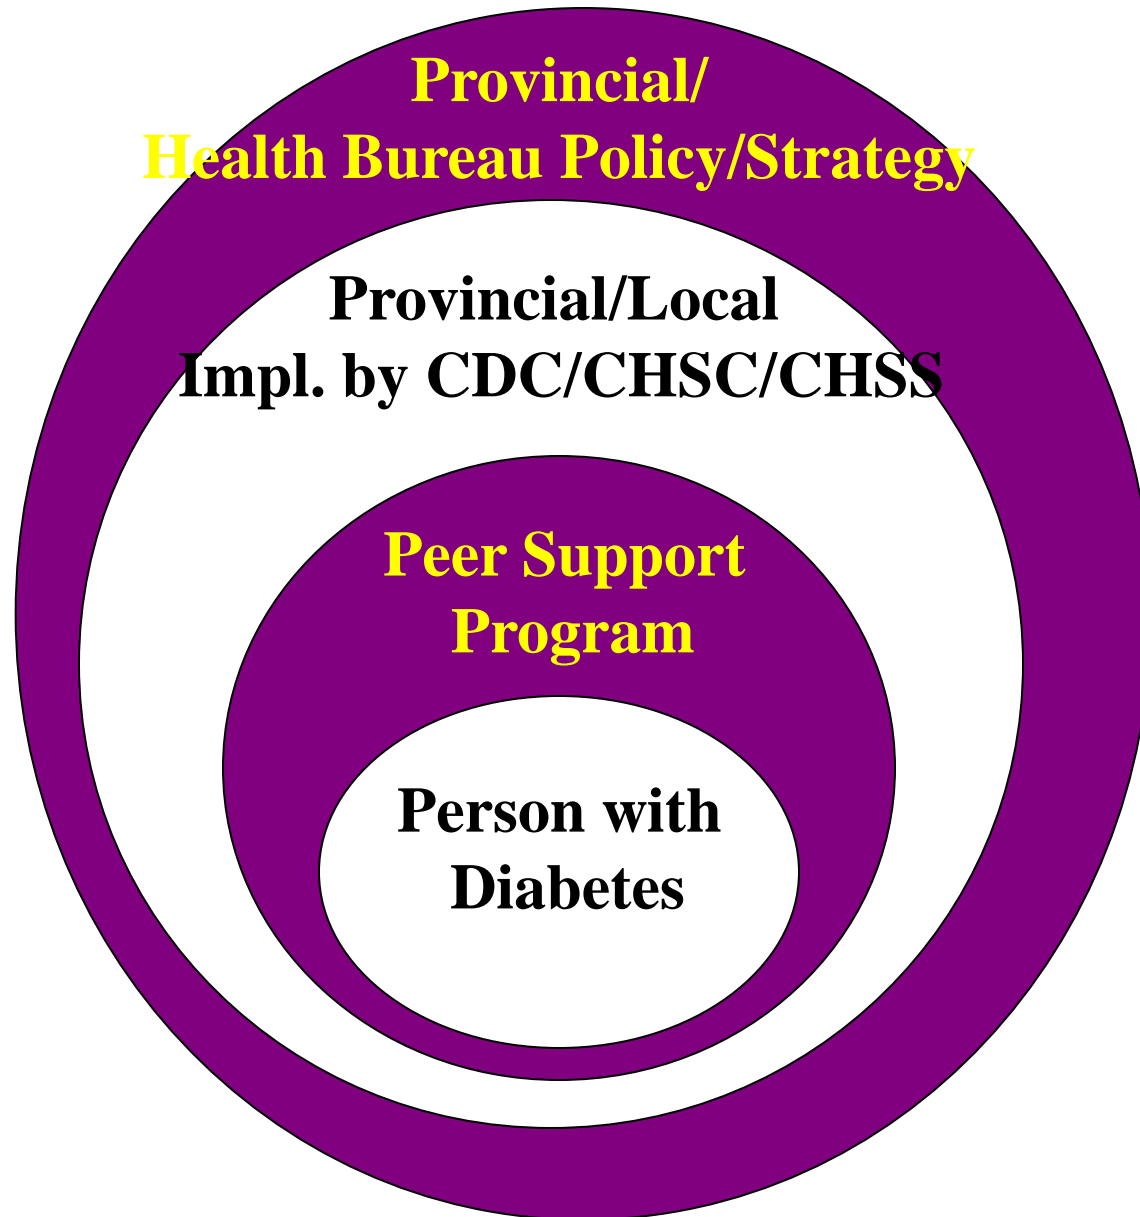 Provincial/
Health Bureau Policy/Strategy
Provincial/Local
Impl. by CDC/CHSC/CHSS
Peer Support
Program
Person with
Diabetes